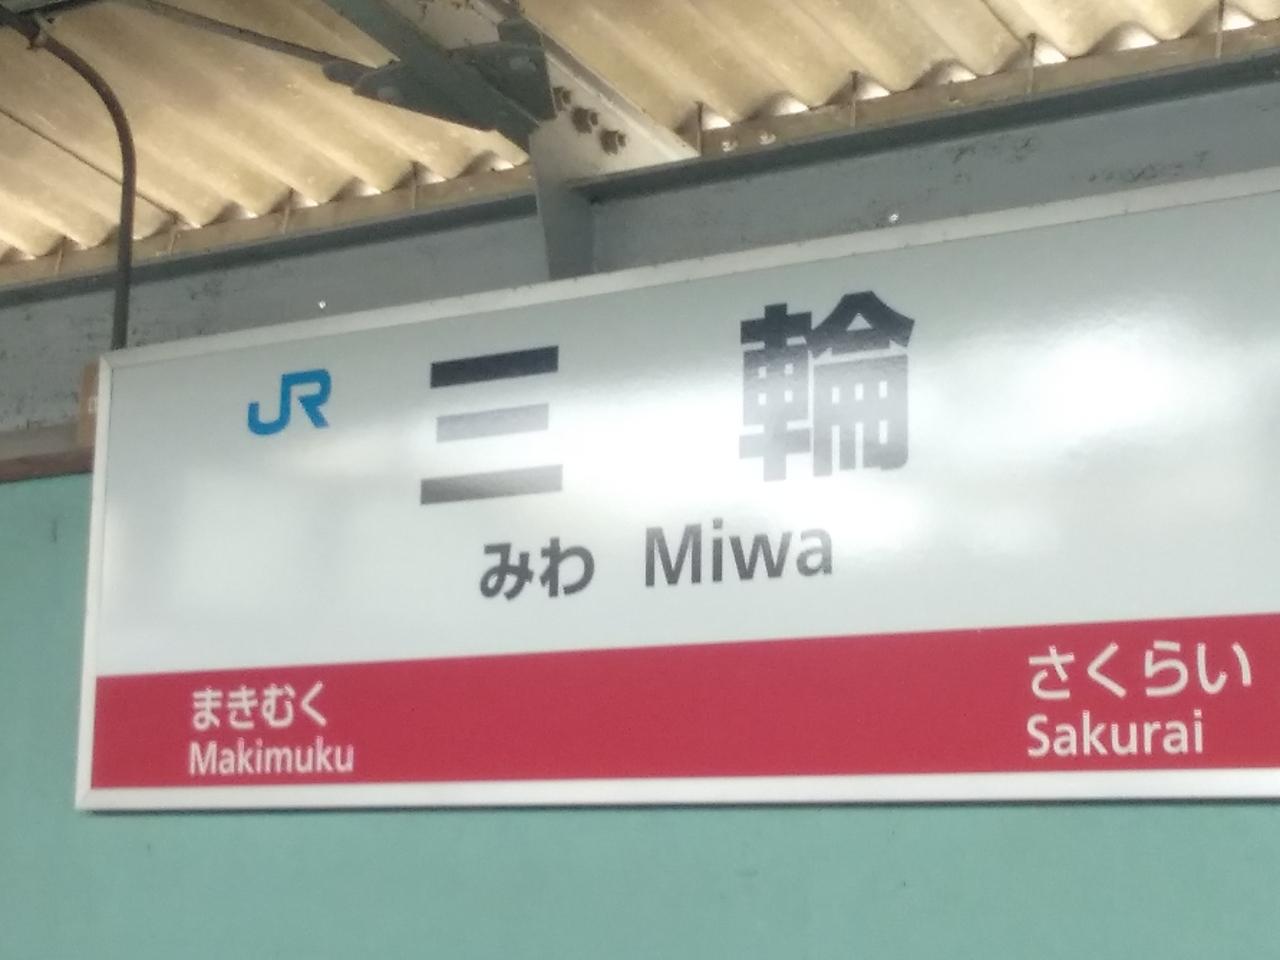 JR 三輪
みわ Miwa
まきむく
Makimuku
さくらい
Sakurai